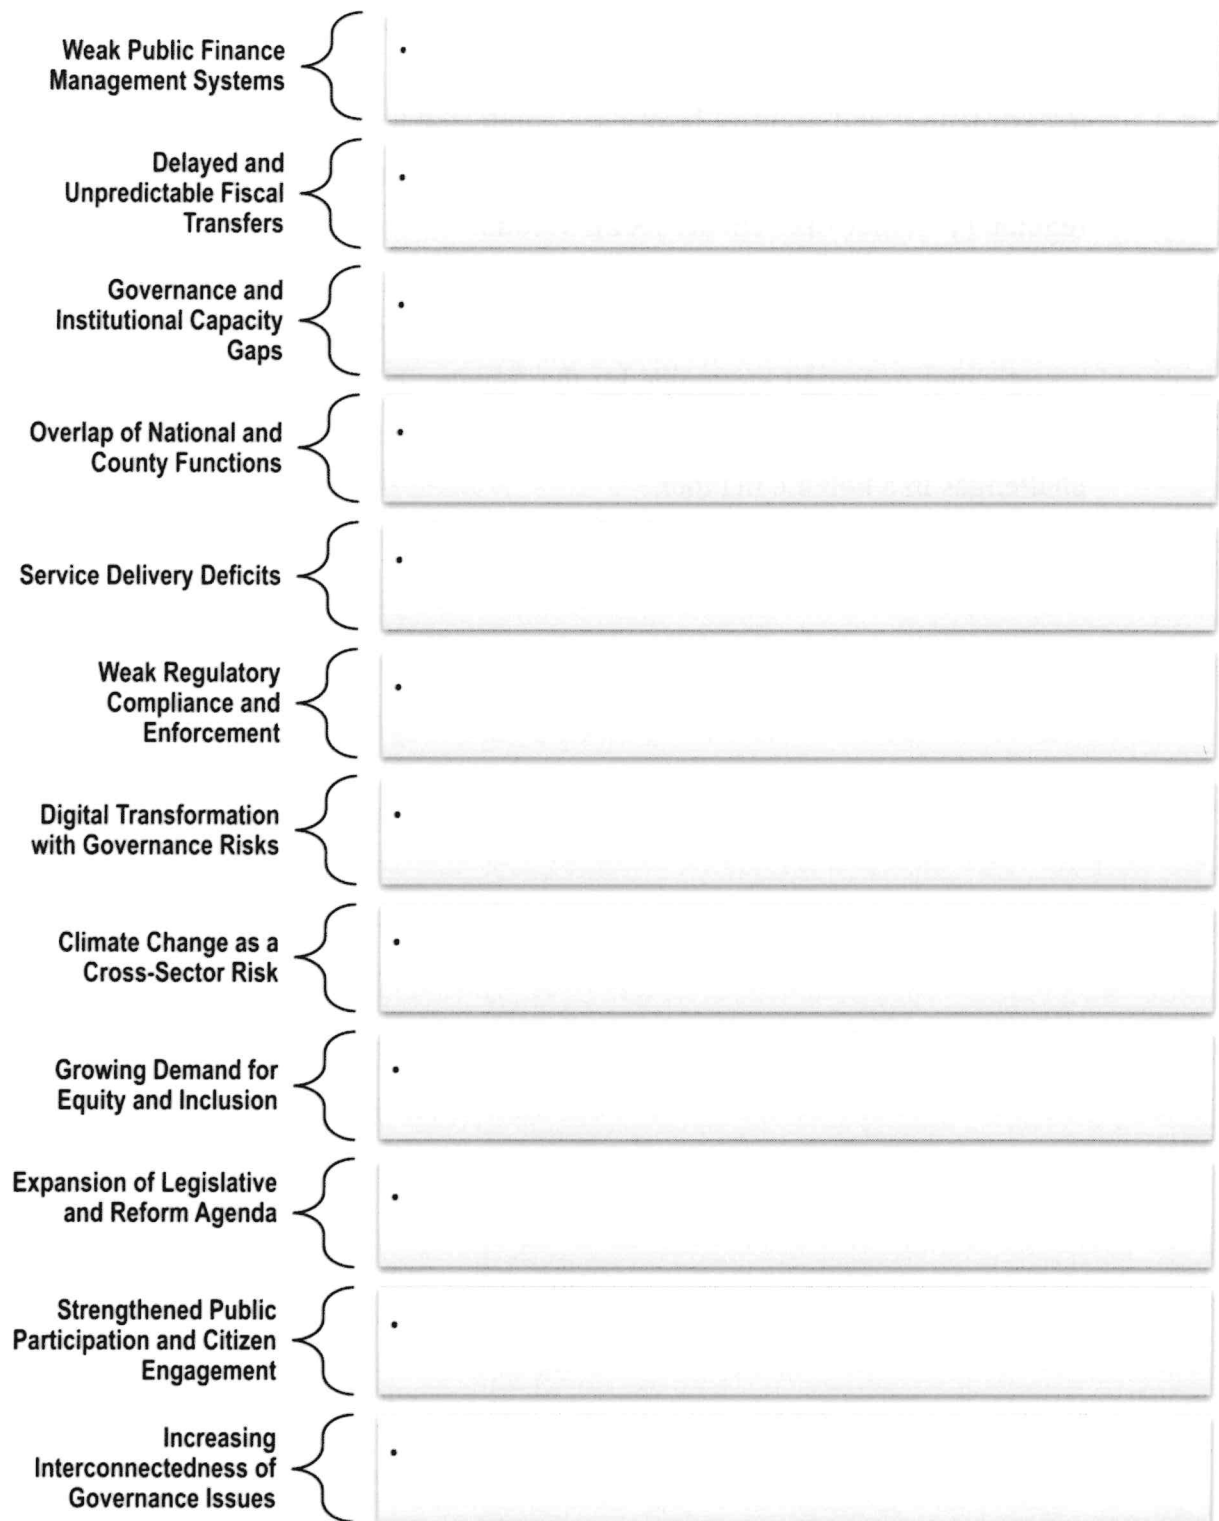 Weak Public Finance
Management Systems
•
Delayed and
Unpredictable Fiscal
Transfers
•
Governance and
Institutional Capacity
Gaps
•
Overlap of National and
County Functions
•
Service Delivery Deficits
•
Weak Regulatory
Compliance and
Enforcement
•
Digital Transformation
with Governance Risks
•
Climate Change as a
Cross-Sector Risk
•
Growing Demand for
Equity and Inclusion
•
Expansion of Legislative
and Reform Agenda
•
Strengthened Public
Participation and Citizen
Engagement
•
Increasing
Interconnectedness of
Governance Issues
•